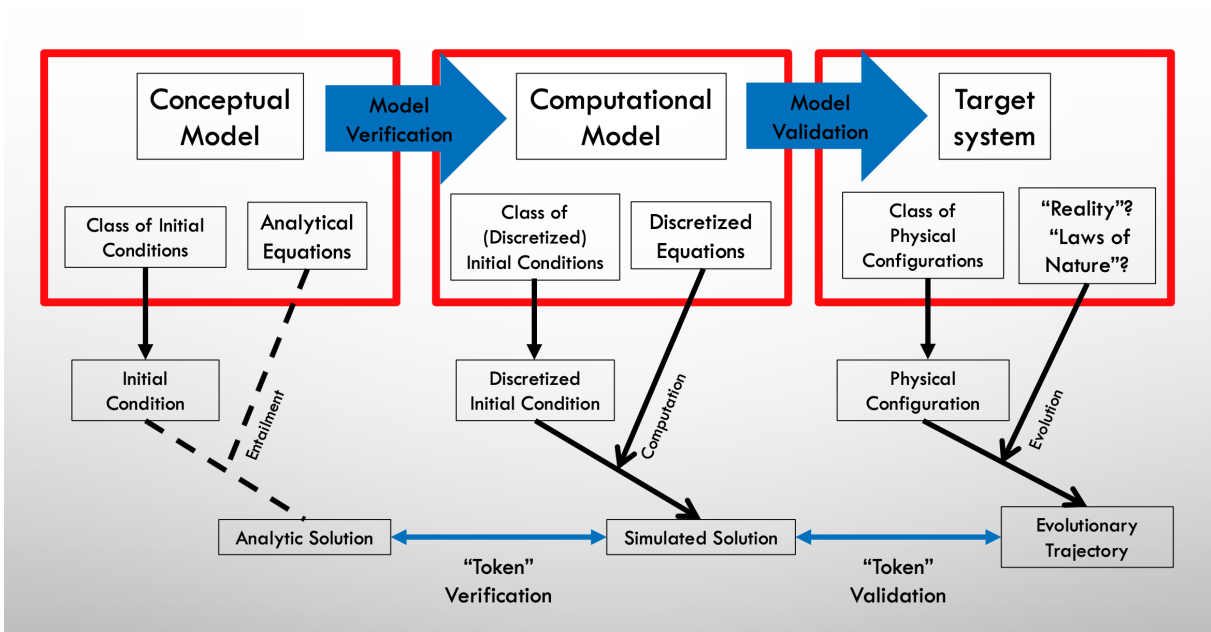 Conceptual
Model
Model
Verification
Computational
Model
Model
Validation
Target
system
Class of Initial
Conditions
Analytical
Equations
Class of
(Discretized)
Initial Conditions
Discretized
Equations
Class of
Physical
Configurations
“Reality”?
“Laws of
Nature”?
Initial
Condition
Entailment
Discretized
Initial Condition
Computation
Physical
Configuration
Evolution
Analytic Solution
Simulated Solution
Evolutionary
Trajectory
“Token”
Verification
“Token”
Validation